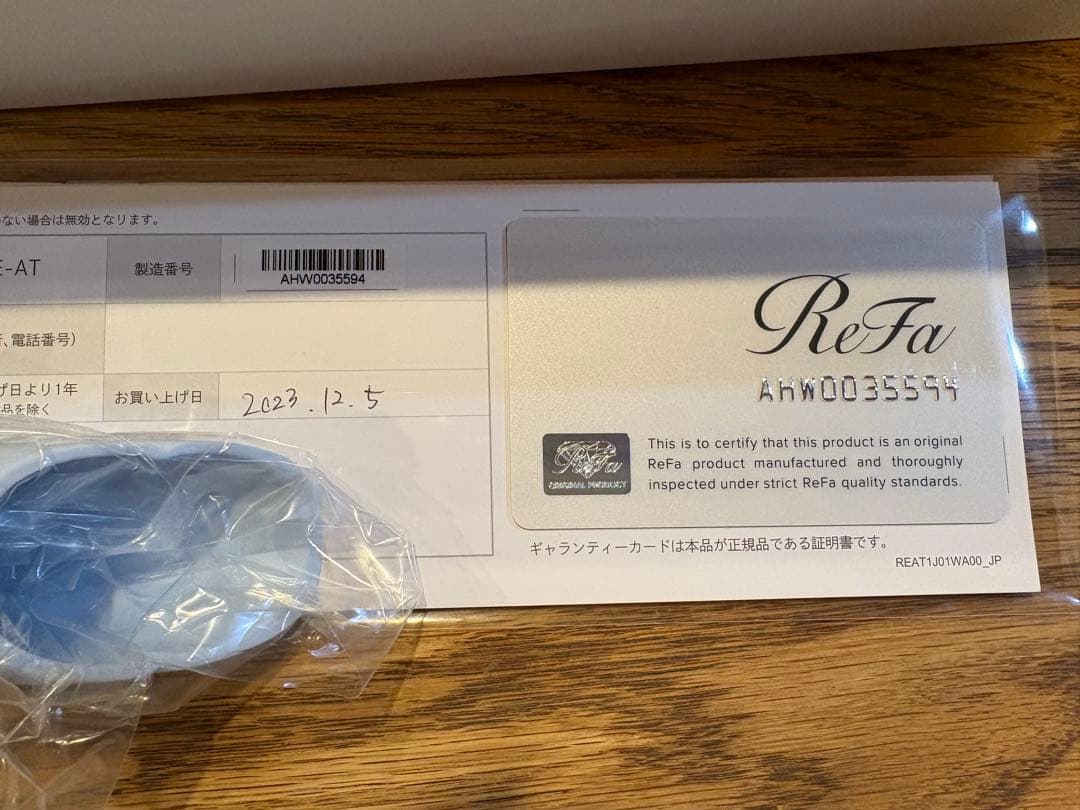 ない場合は無効となります。
E-AT
製造番号
AHW0035594
、電話番号)
げ日より1年
品を除く
お買い上げ日
2023.12.5
ReFa
AHW0035594
ReFa
ORIGINAL PRODUCT
This is to certify that this product is an original
ReFa product manufactured and thoroughly
inspected under strict ReFa quality standards.
ギャランティーカードは本品が正規品である証明書です。
REAT1J01WA00_JP